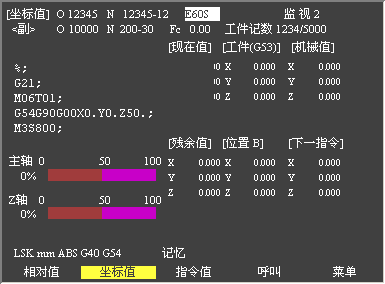 [坐标值] O 12345 N 12345-12 E60S 监 视 2
<副> O 10000 N 200-30 Fc 0.00 工件记数 1234/5000
[现在值] [工件(G53)] [机械值]
%; X 0.000 X 0.000
G21; Y 0.000 Y 0.000
M06T01; Z 0.000 Z 0.000
G54G90G00X0.Y0.Z50.;
M3S800;
[残余值] [位置 B] [下一指令]
主轴 0 50 100 X 0.000 X 0.000 X 0.000
0% Y 0.000 Y 0.000 Y 0.000
Z轴 0 50 100 Z 0.000 Z 0.000 Z 0.000
0%
LSK mm ABS G40 G54 记忆
相对值 坐标值 指令值 呼叫 菜单